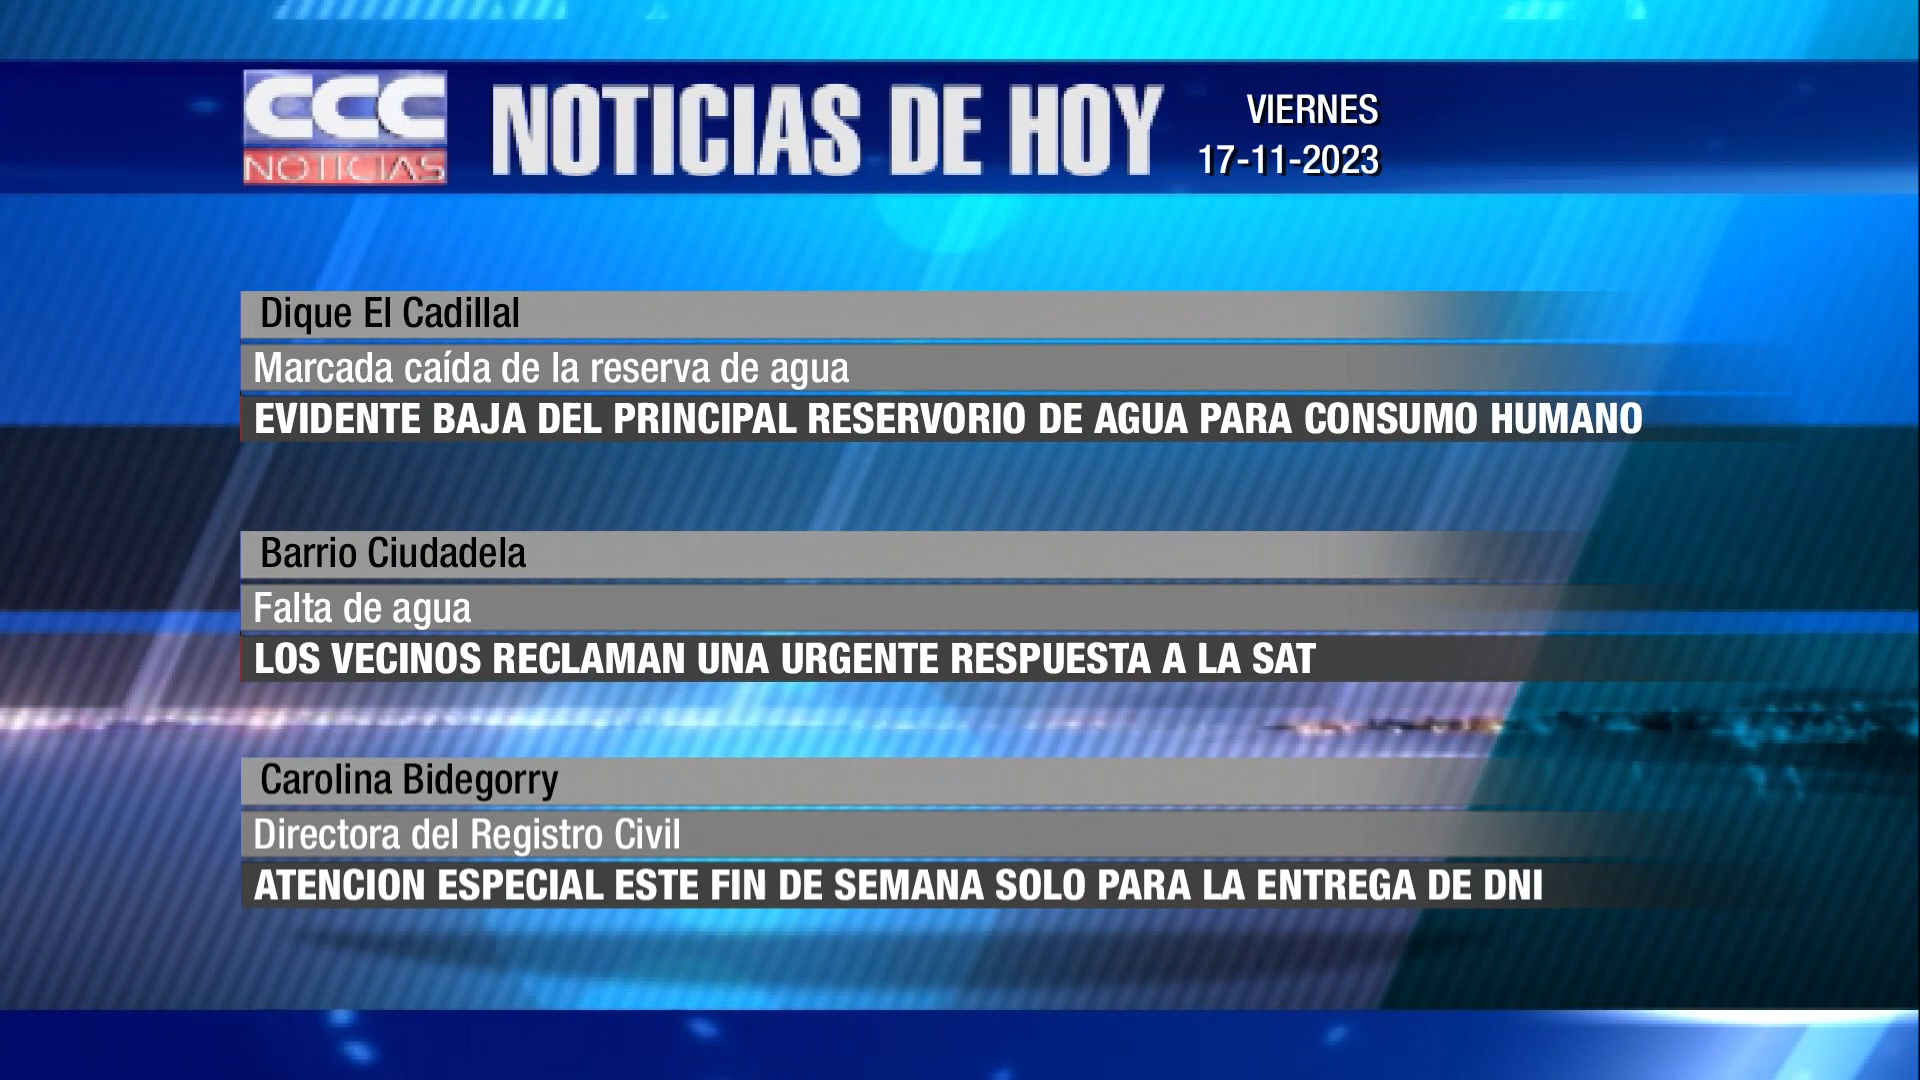 CCC
NOTICIAS
NOTICIAS DE HOY
VIERNES
17-11-2023
Dique El Cadillal
Marcada caída de la reserva de agua
EVIDENTE BAJA DEL PRINCIPAL RESERVORIO DE AGUA PARA CONSUMO HUMANO
Barrio Ciudadela
Falta de agua
LOS VECINOS RECLAMAN UNA URGENTE RESPUESTA A LA SAT
Carolina Bidegorry
Directora del Registro Civil
ATENCION ESPECIAL ESTE FIN DE SEMANA SOLO PARA LA ENTREGA DE DNI